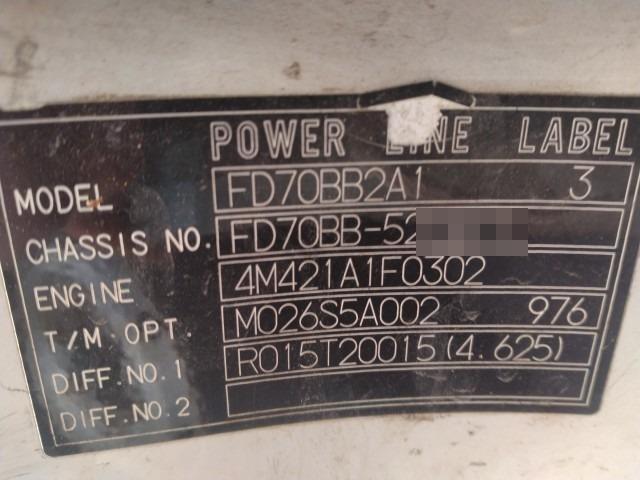 POWER LINE LABEL
MODEL FD70BB2A1 3
CHASSIS NO. FD70BB-52
ENGINE 4M421A1F0302
T/M.OPT. M026S5A002 976
DIFF.NO.1 R015T20015(4.625)
DIFF.NO.2